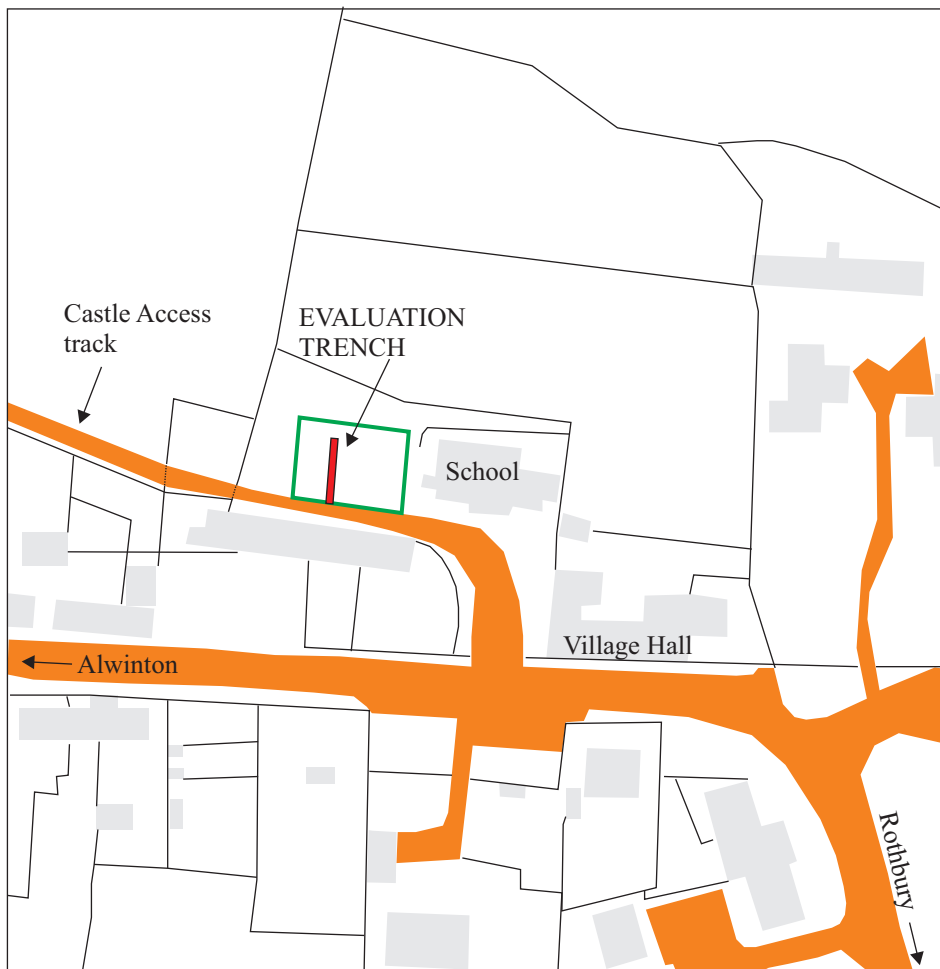 Castle Access
track
EVALUATION
TRENCH
School
Village Hall
Alwinton
Rothbury